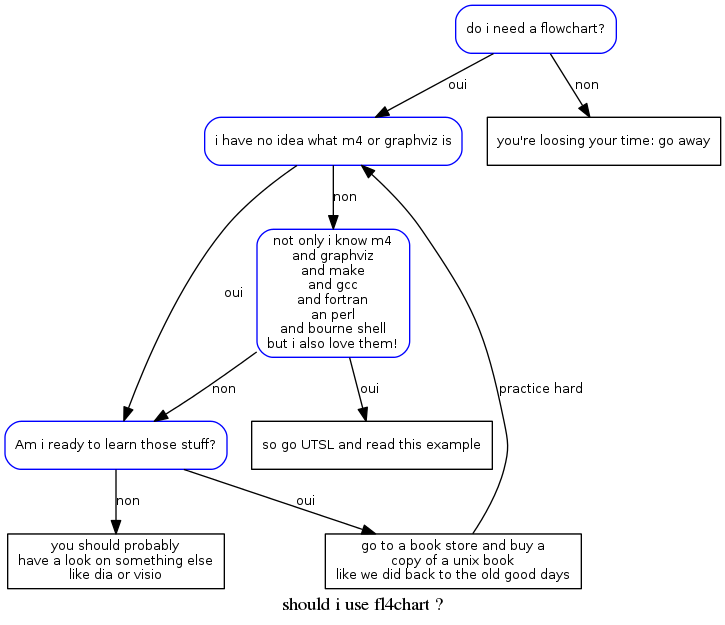 do i need a flowchart?
oui
non
i have no idea what m4 or graphviz is
you're loosing your time: go away
non
not only i know m4
and graphviz
and make
and gcc
and fortran
an perl
and bourne shell
but i also love them!
oui
non
oui
practice hard
Am i ready to learn those stuff?
so go UTSL and read this example
non
oui
you should probably
have a look on something else
like dia or visio
go to a book store and buy a
copy of a unix book
like we did back to the old good days
should i use fl4chart ?